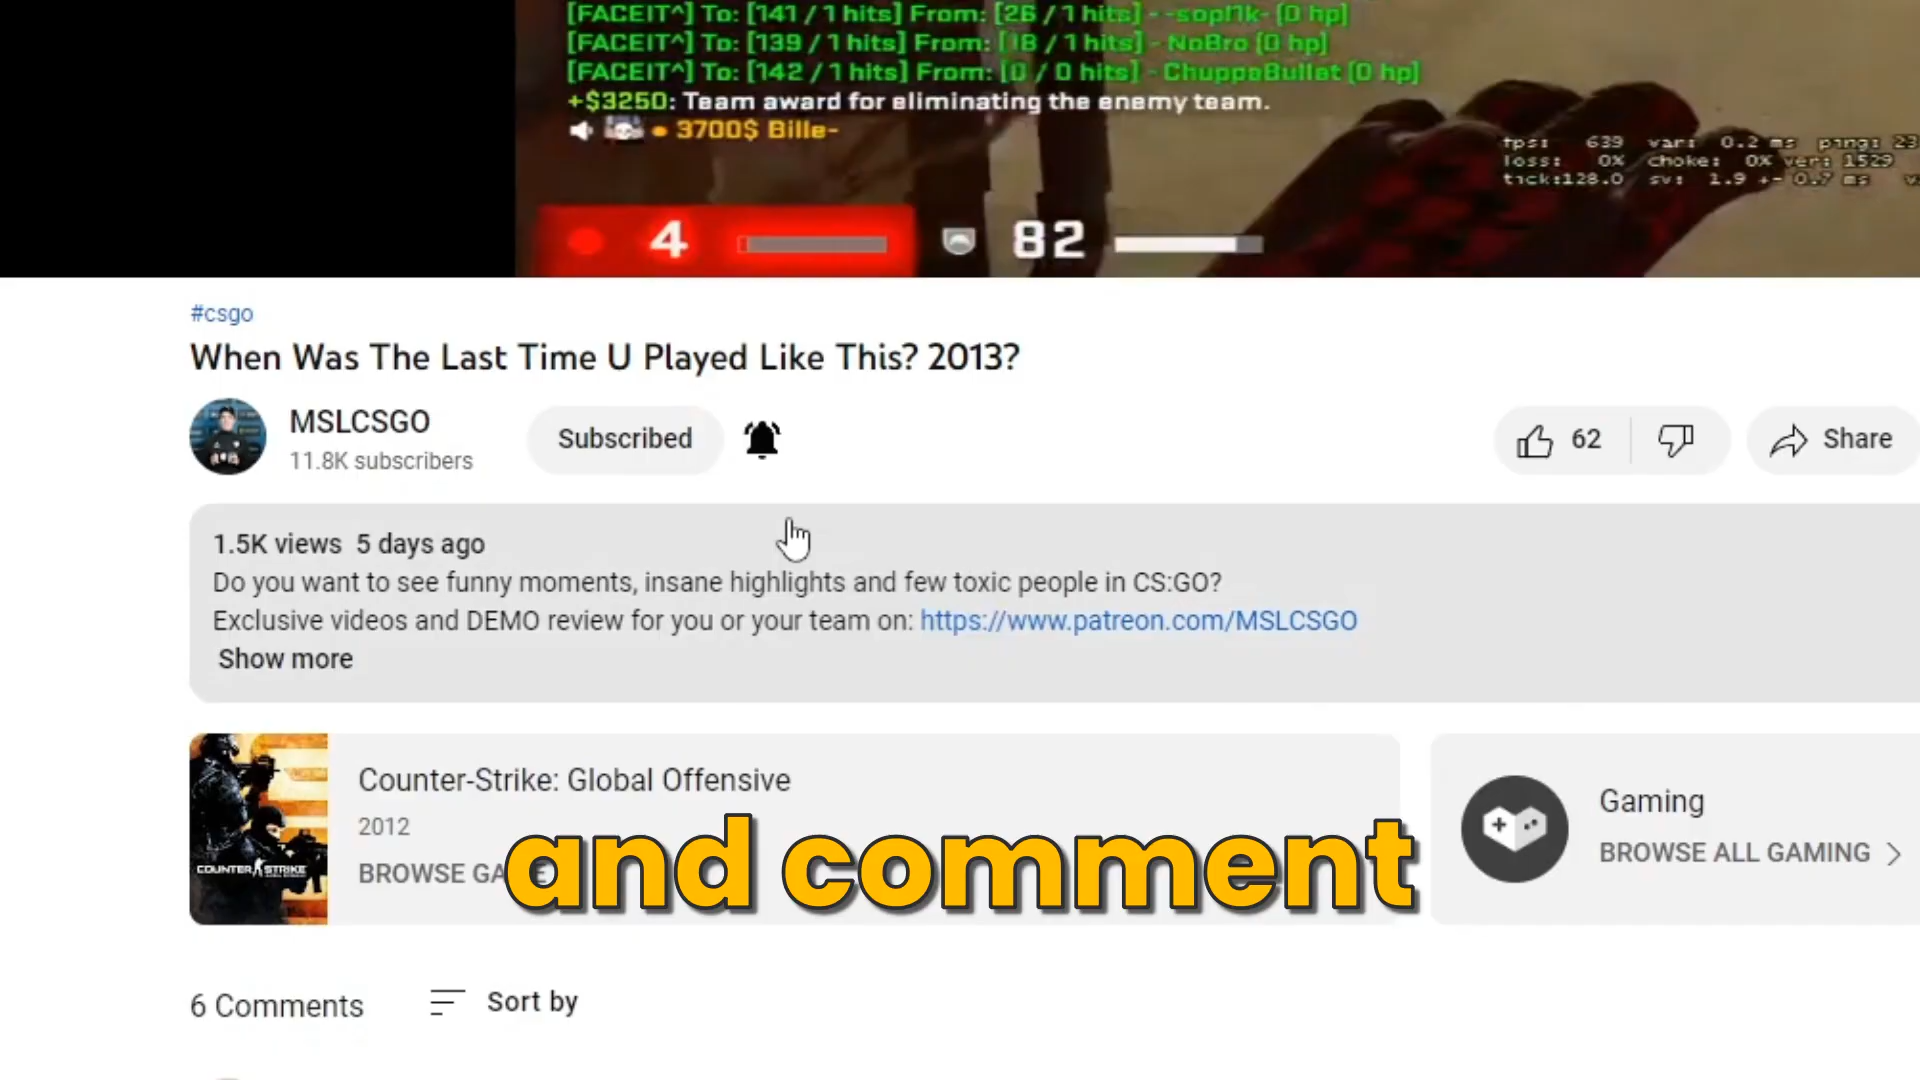 [FACEIT^] To: [141 / 1 hits] From: [26 / 1 hits] - -sopl1k- [0 hp]
[FACEIT^] To: [139 / 1 hits] From: [18 / 1 hits] - NoBro [0 hp]
[FACEIT^] To: [142 / 1 hits] From: [0 / 0 hits] - ChuppaBullet [0 hp]
+$3250: Team award for eliminating the enemy team.
3700$ Bille-
fps: 639 var: 0.2 ms ping: 23
loss: 0% choke: 0% ver: 1529
tick:128.0 sv: 1.9 +- 0.7 ms
4 82
#csgo
When Was The Last Time U Played Like This? 2013?
MSLCSGO
11.8K subscribers
Subscribed
62
Share
1.5K views 5 days ago
Do you want to see funny moments, insane highlights and few toxic people in CS:GO?
Exclusive videos and DEMO review for you or your team on: https://www.patreon.com/MSLCSGO
Show more
COUNTER STRIKE
Counter-Strike: Global Offensive
2012
BROWSE GA E
and comment
Gaming
BROWSE ALL GAMING
6 Comments
Sort by